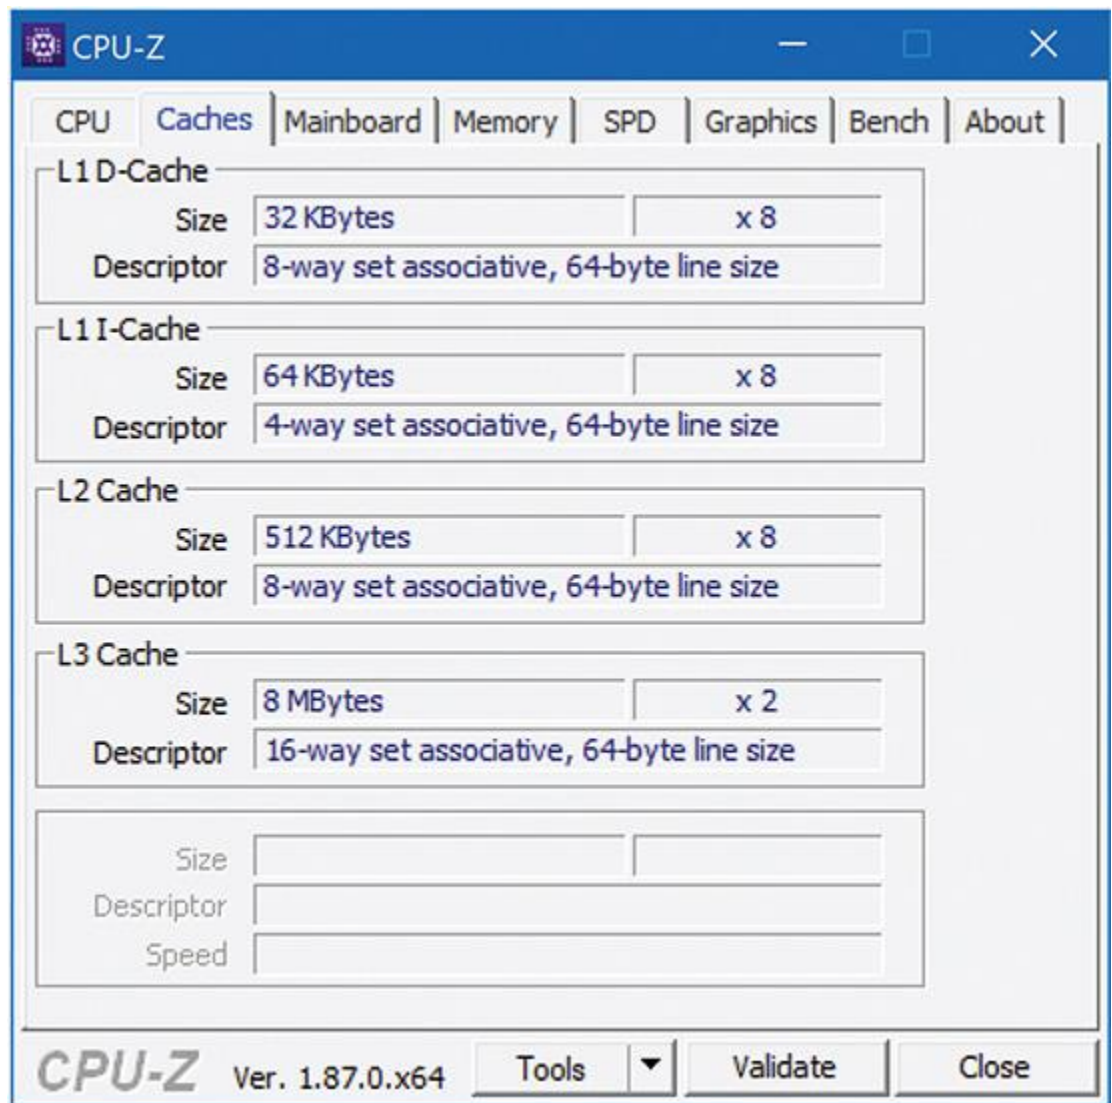 CPU-Z
CPU Caches Mainboard Memory SPD Graphics Bench About
L1 D-Cache
Size 32 KBytes x 8
Descriptor 8-way set associative, 64-byte line size
L1 I-Cache
Size 64 KBytes x 8
Descriptor 4-way set associative, 64-byte line size
L2 Cache
Size 512 KBytes x 8
Descriptor 8-way set associative, 64-byte line size
L3 Cache
Size 8 MBytes x 2
Descriptor 16-way set associative, 64-byte line size
Size
Descriptor
Speed
CPU-Z Ver. 1.87.0.x64 Tools Validate Close